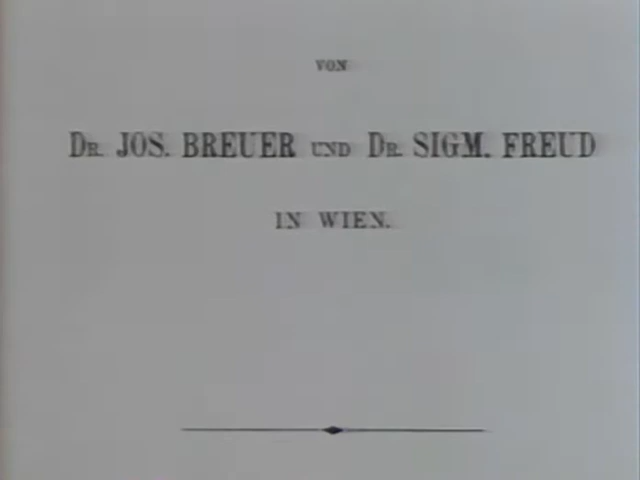 VON
DR. JOS. BREUER UND DR. SIGM. FREUD
IN WIEN.